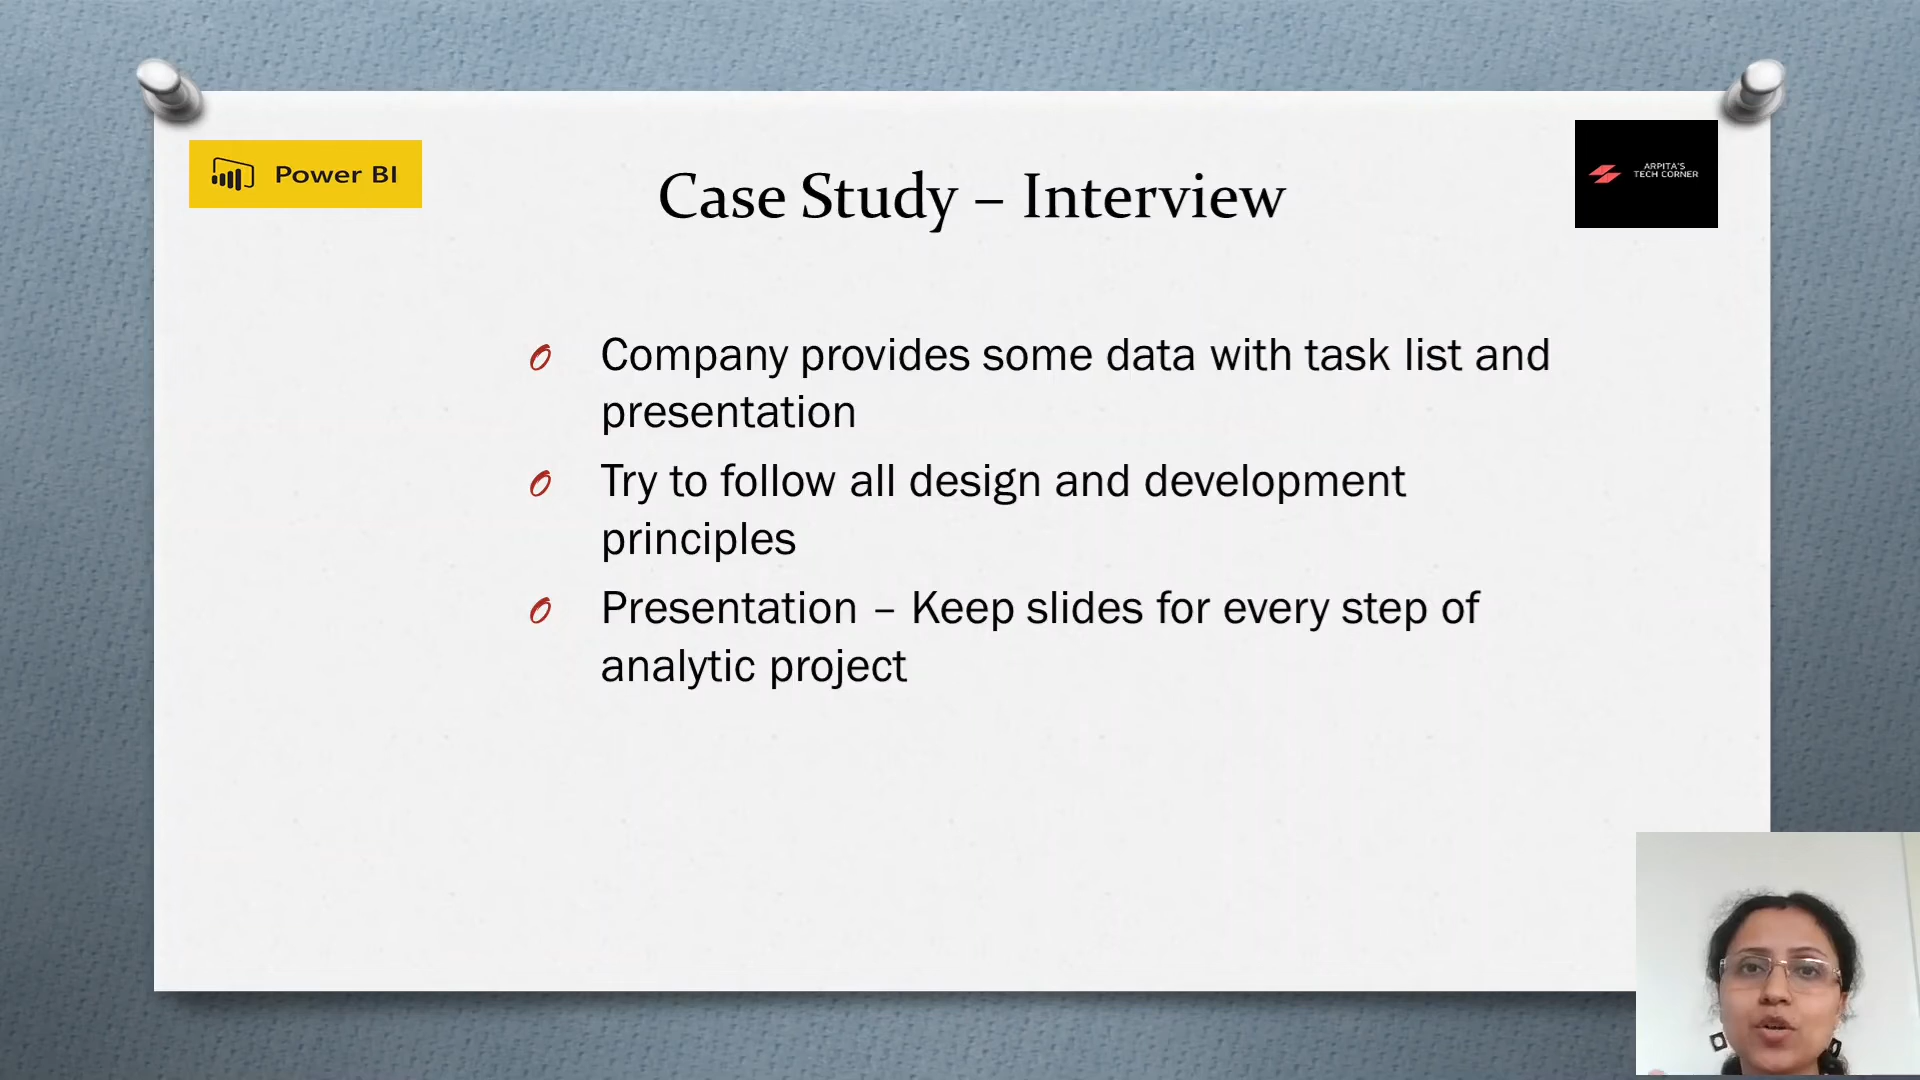 Power BI
Case Study – Interview
ARPITA'S
TECH CORNER
Company provides some data with task list and
presentation
Try to follow all design and development
principles
Presentation – Keep slides for every step of
analytic project